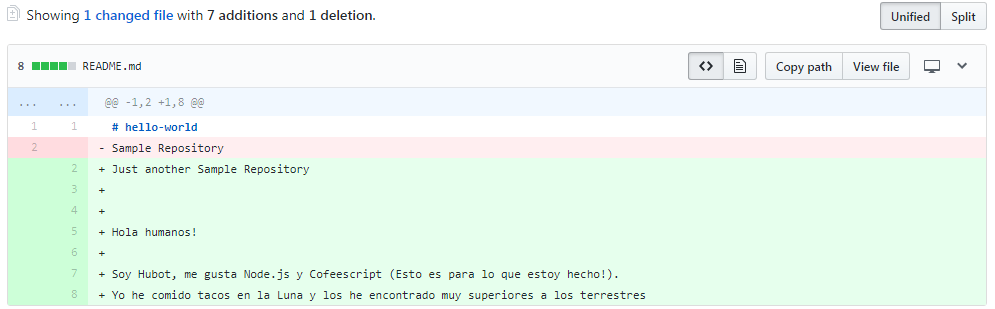 Showing 1 changed file with 7 additions and 1 deletion.
Unified Split
8 README.md
<> Copy path View file
... ... @@ -1,2 +1,8 @@
1 1 # hello-world
2 - Sample Repository
2 + Just another Sample Repository
3 +
4 +
5 + Hola humanos!
6 +
7 + Soy Hubot, me gusta Node.js y Cofeescript (Esto es para lo que estoy hecho!).
8 + Yo he comido tacos en la Luna y los he encontrado muy superiores a los terrestres